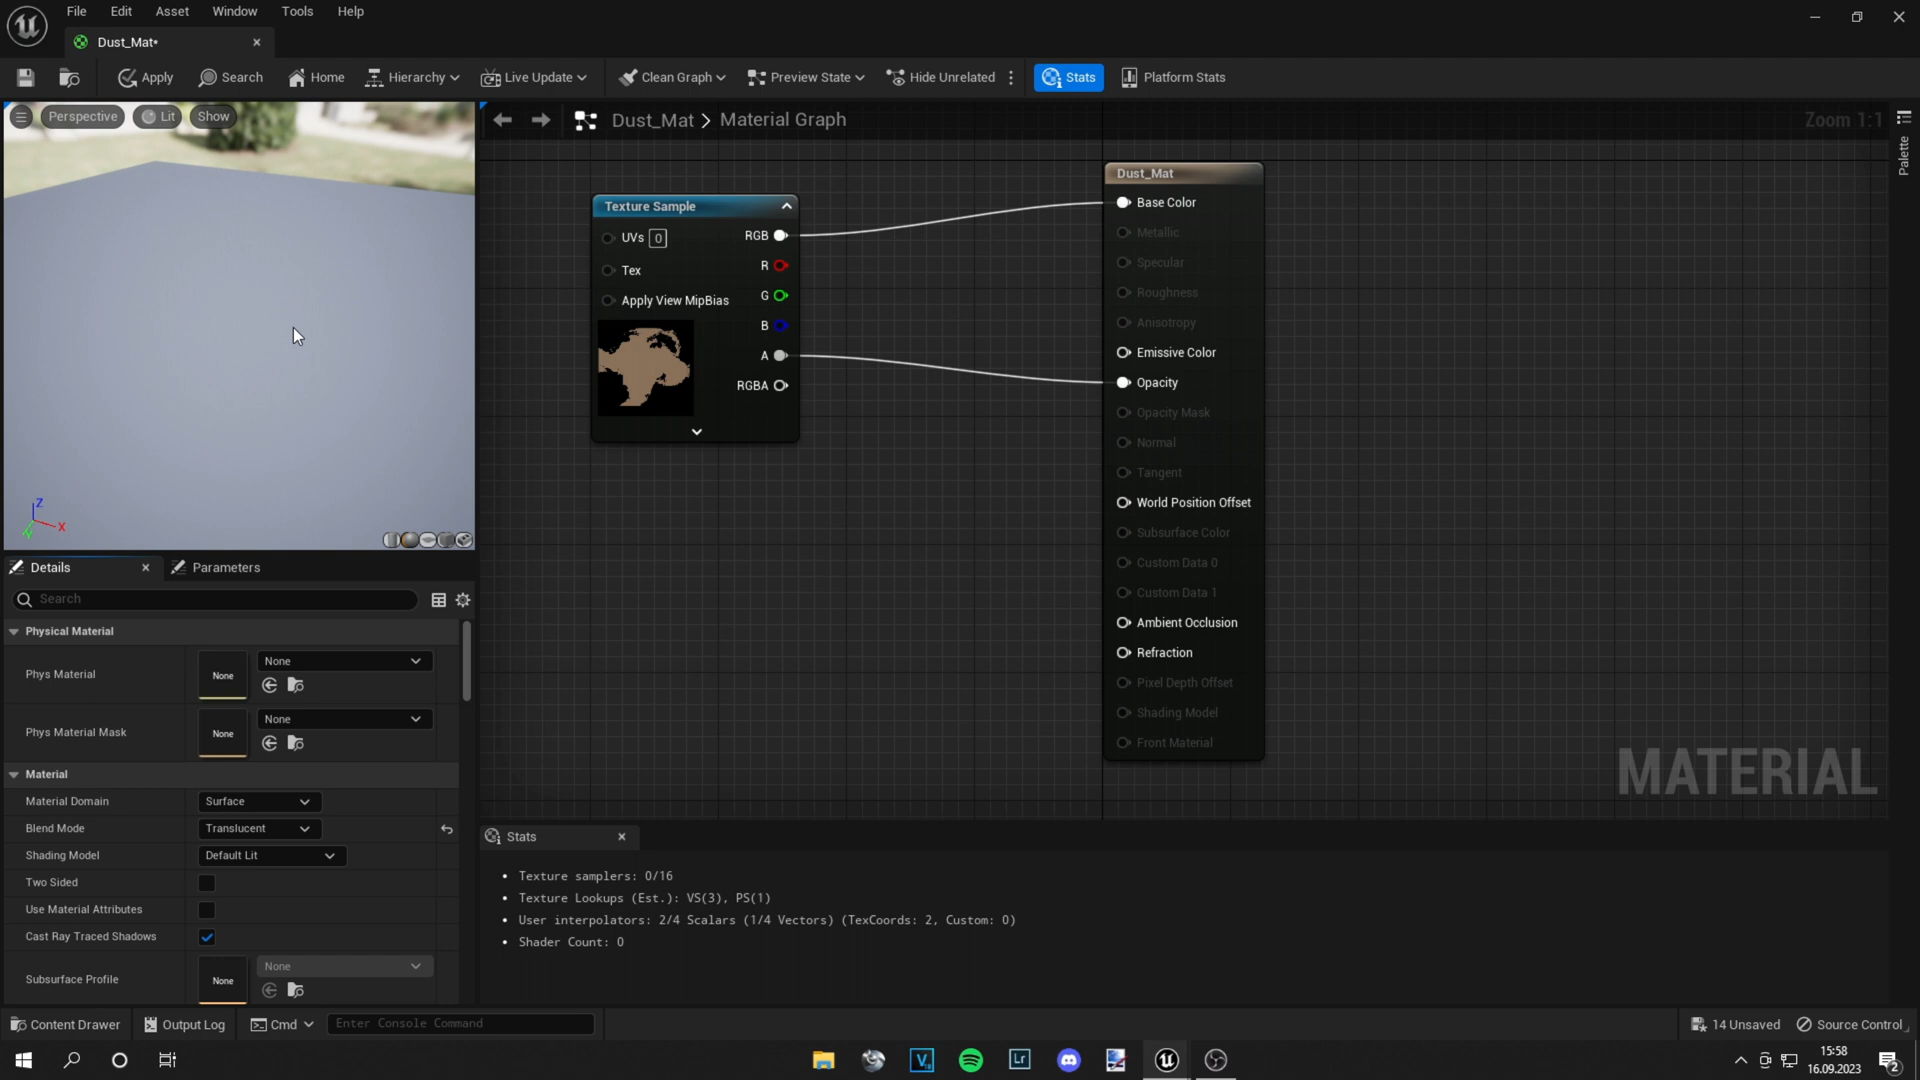 File Edit Asset Window Tools Help
Dust_Mat*
Apply Search Home Hierarchy Live Update Clean Graph Preview State Hide Unrelated Stats Platform Stats
Perspective Lit Show
Dust_Mat > Material Graph
Zoom 1:1
Palette
Texture Sample
UVs 0 RGB
R
Tex
G
Apply View MipBias
B
A
RGBA
Dust_Mat
Base Color
Metallic
Specular
Roughness
Anisotropy
Emissive Color
Opacity
Opacity Mask
Normal
Tangent
World Position Offset
Subsurface Color
Custom Data 0
Custom Data 1
Ambient Occlusion
Refraction
Pixel Depth Offset
Shading Model
Front Material
MATERIAL
Z
X
Details Parameters
Search
Physical Material
Phys Material None None
Phys Material Mask None None
Material
Material Domain Surface
Blend Mode Translucent
Shading Model Default Lit
Two Sided
Use Material Attributes
Cast Ray Traced Shadows
Subsurface Profile None None
Stats
• Texture samplers: 0/16
• Texture Lookups (Est.): VS(3), PS(1)
• User interpolators: 2/4 Scalars (1/4 Vectors) (TexCoords: 2, Custom: 0)
• Shader Count: 0
Content Drawer Output Log Cmd Enter Console Command 14 Unsaved Source Control
Lr
15:58
16.09.2023
2